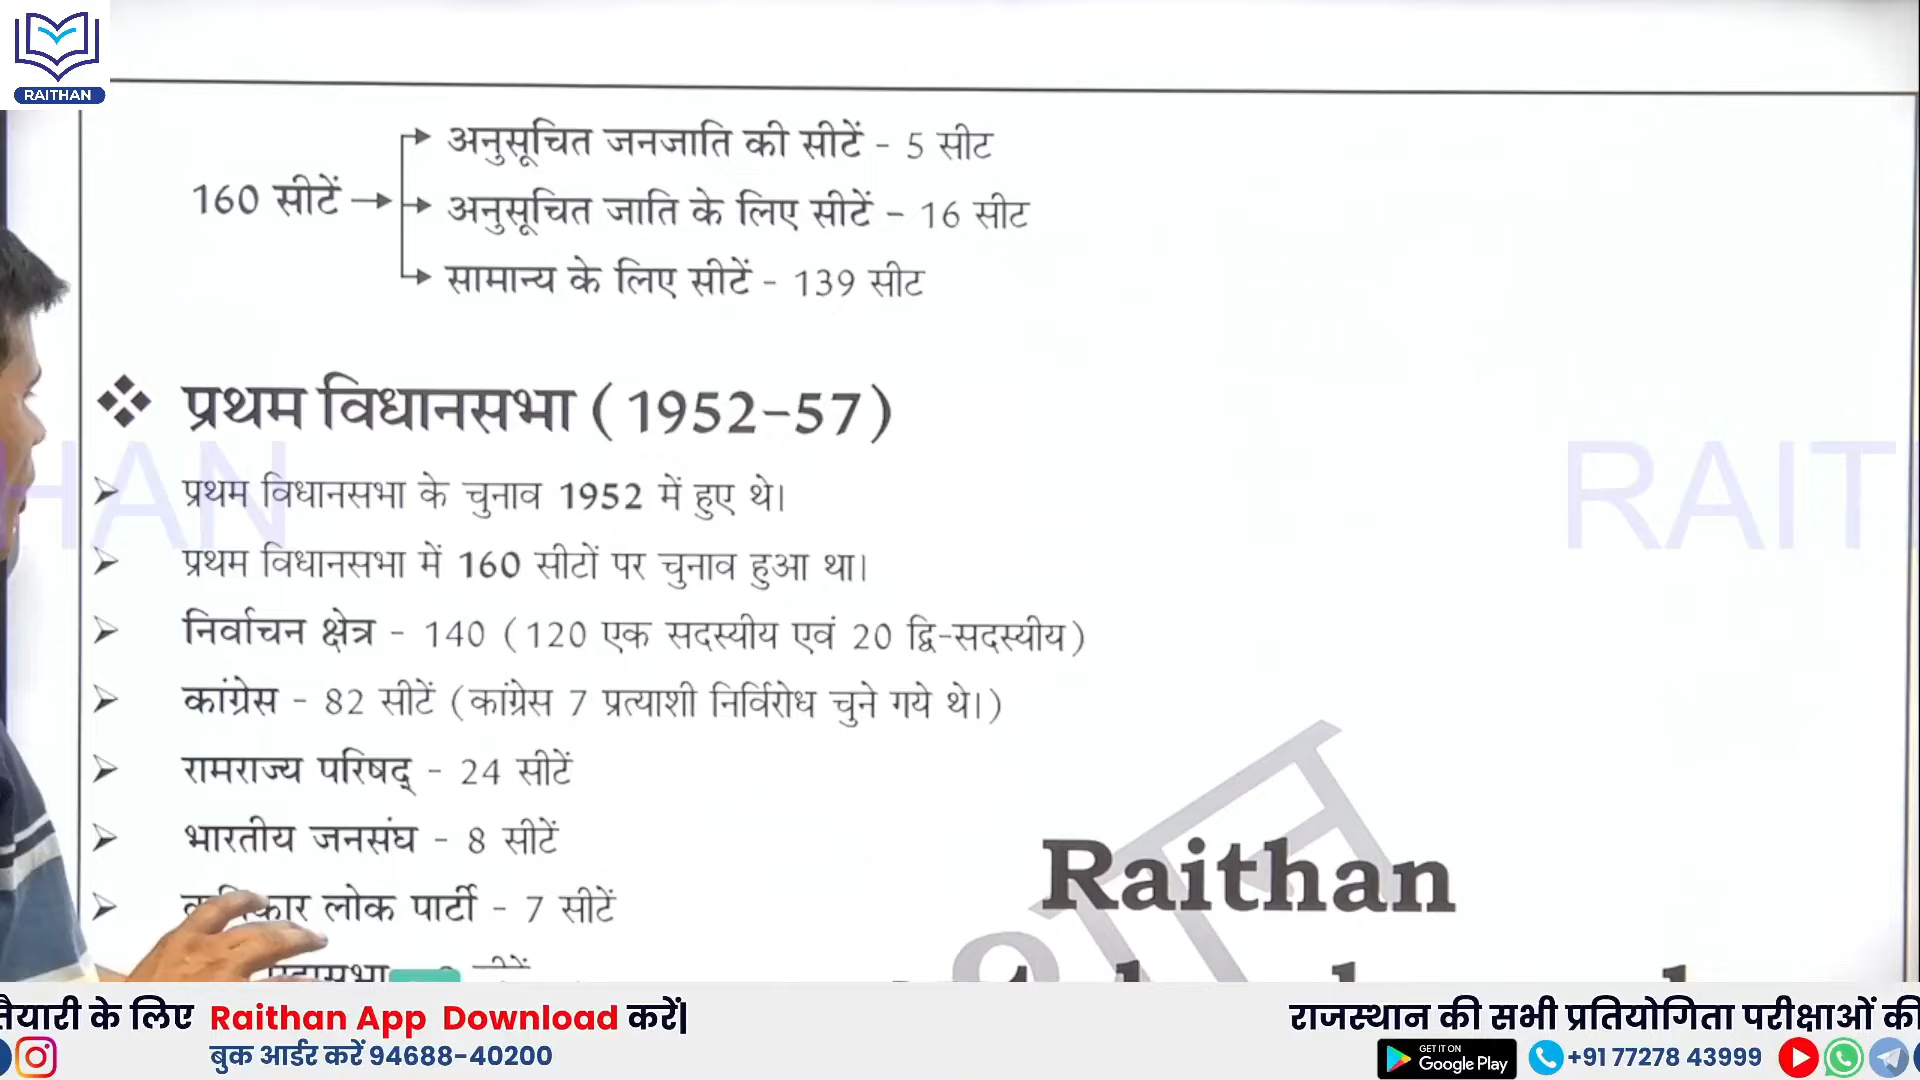 RAITHAN
अनुसूचित जनजाति की सीटें - 5 सीट
160 सीटें
अनुसूचित जाति के लिए सीटें - 16 सीट
सामान्य के लिए सीटें - 139 सीट
प्रथम विधानसभा (1952-57)
प्रथम विधानसभा के चुनाव 1952 में हुए थे।
प्रथम विधानसभा में 160 सीटों पर चुनाव हुआ था।
निर्वाचन क्षेत्र - 140 (120 एक सदस्यीय एवं 20 द्वि-सदस्यीय)
कांग्रेस - 82 सीटें (कांग्रेस 7 प्रत्याशी निर्विरोध चुने गये थे।)
रामराज्य परिषद् - 24 सीटें
भारतीय जनसंघ - 8 सीटें
लोक पार्टी - 7 सीटें
HAN
RAIT
Raithan
तैयारी के लिए Raithan App Download करें|
राजस्थान की सभी प्रतियोगिता परीक्षाओं की
बुक आर्डर करें 94688-40200
GET IT ON
Google Play
+91 77278 43999